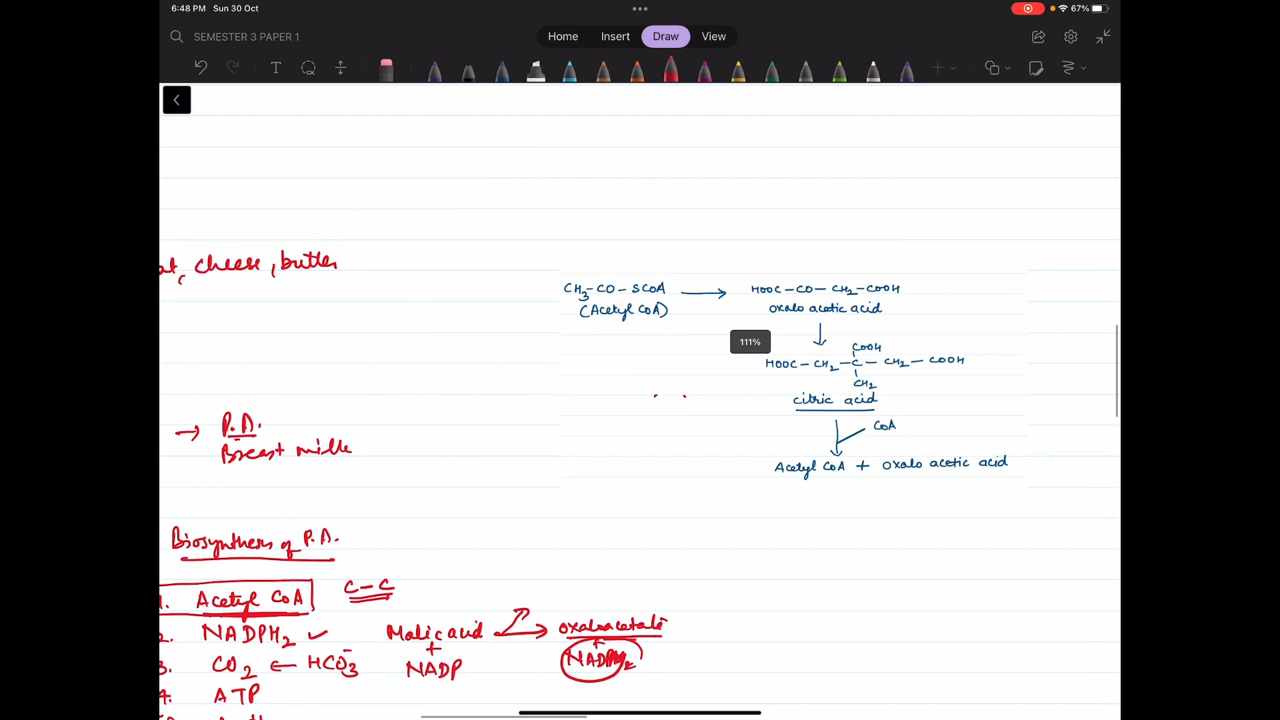 6:48 PM Sun 30 Oct
67%
SEMESTER 3 PAPER 1
Home Insert Draw View
cheese, butter
CH3-CO-SCOA → HOOC-CO-CH2-COOH
(Acetyl COA) oxalo acetic acid
111%
COOH
HOOC-CH2-C-CH2-COOH
CH2
citric acid
→ P.A.
Breast milk
COA
Acetyl COA + oxalo acetic acid
Biosynthesis of P.A.
1. Acetyl COA C-C
2. NADPH2 ✓ Malic acid → oxaloacetate
+ +
3. CO2 ← HCO3- NADP NADPH2
4. ATP